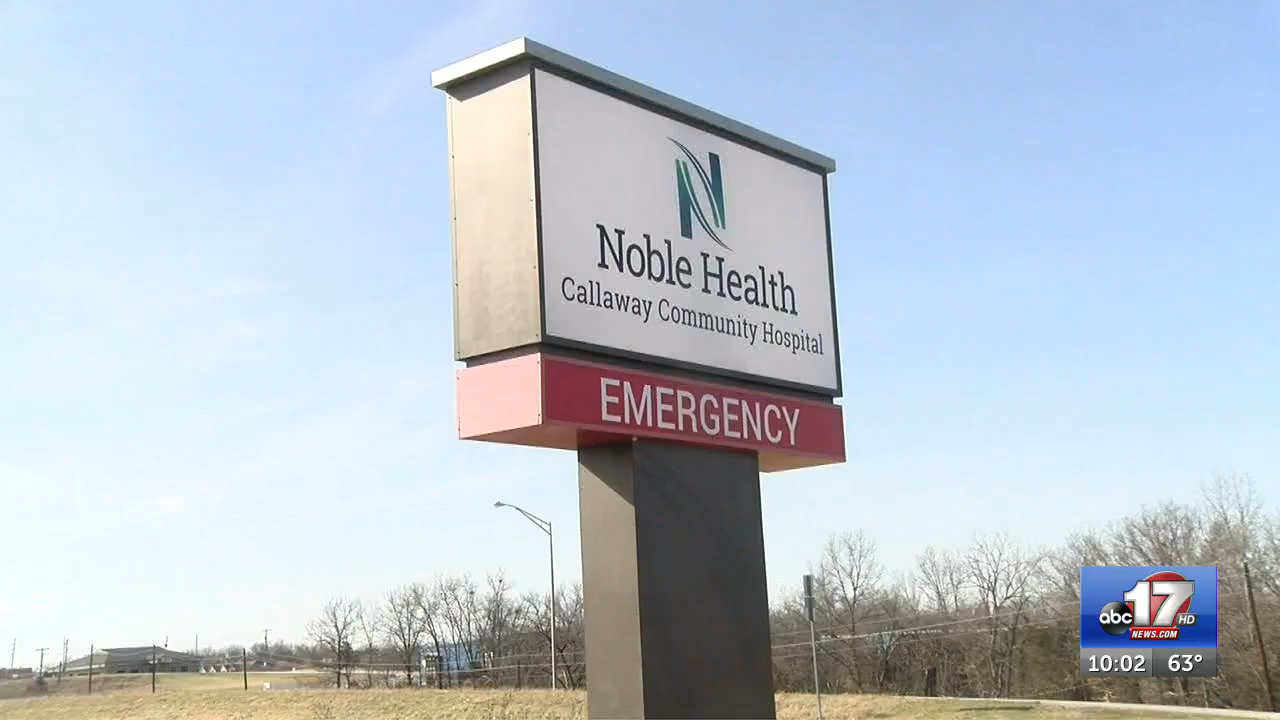 Noble Health
Callaway Community Hospital
EMERGENCY
abc 17 HD
NEWS.COM
10:02 63°